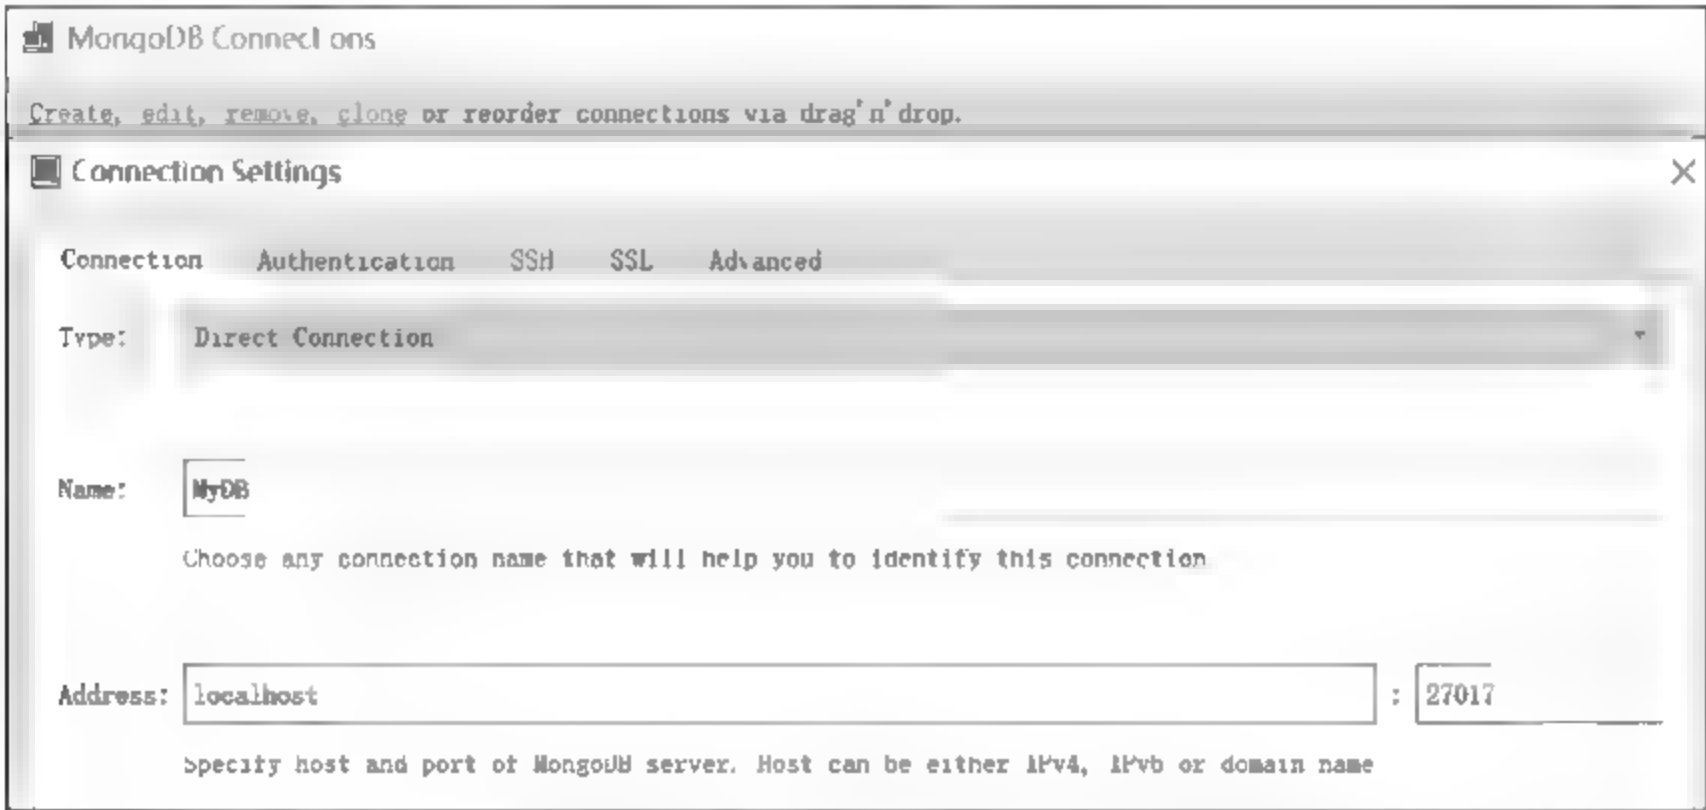 MongoDB Connections
Create, edit, remove, clone or reorder connections via drag'n'drop.
Connection Settings
Connection Authentication SSH SSL Advanced
Type: Direct Connection
Name: MyDB
Choose any connection name that will help you to identify this connection
Address: localhost : 27017
Specify host and port of MongoDB server. Host can be either IPv4, IPv6 or domain name